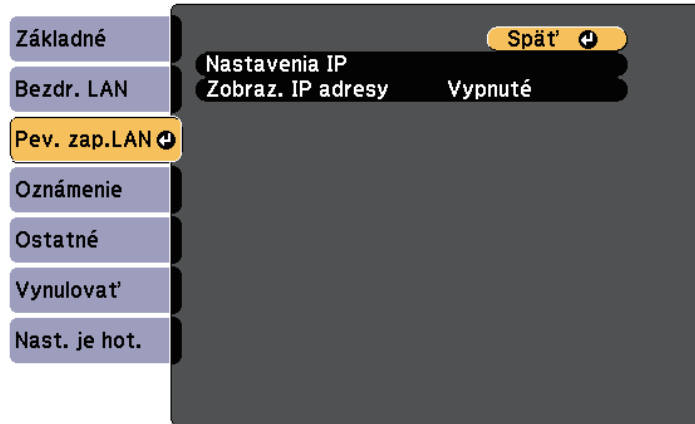 Základné
Bezdr. LAN
Pev. zap.LAN
Oznámenie
Ostatné
Vynulovať
Nast. je hot.
Späť
Nastavenia IP
Zobraz. IP adresy Vypnuté